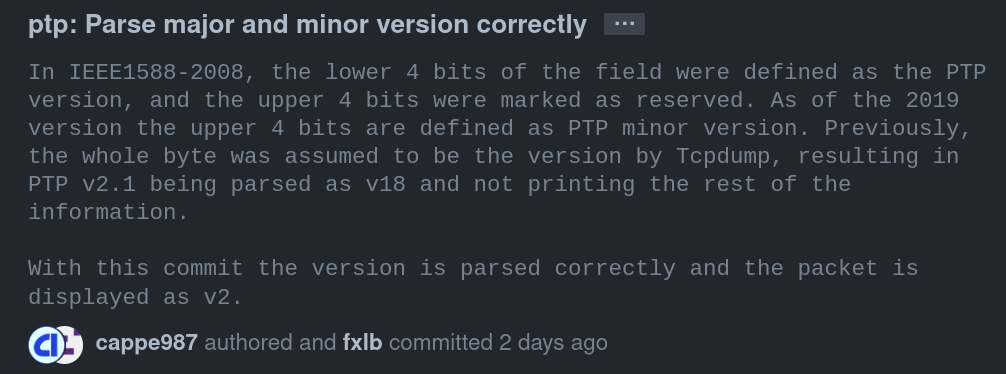 ptp: Parse major and minor version correctly ...
In IEEE1588-2008, the lower 4 bits of the field were defined as the PTP
version, and the upper 4 bits were marked as reserved. As of the 2019
version the upper 4 bits are defined as PTP minor version. Previously,
the whole byte was assumed to be the version by Tcpdump, resulting in
PTP v2.1 being parsed as v18 and not printing the rest of the
information.
With this commit the version is parsed correctly and the packet is
displayed as v2.
cappe987 authored and fxlb committed 2 days ago